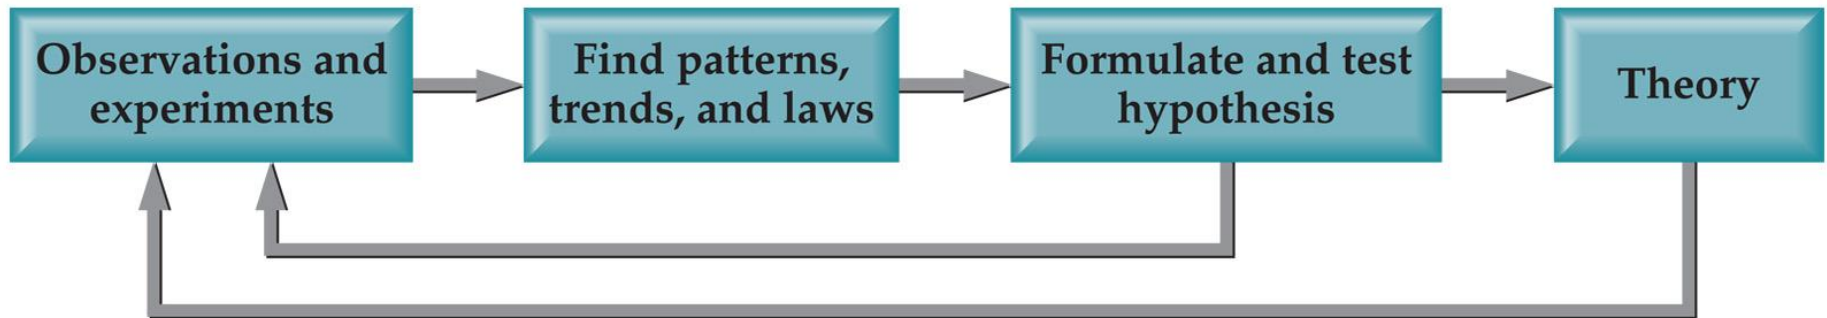 Observations and
experiments
Find patterns,
trends, and laws
Formulate and test
hypothesis
Theory